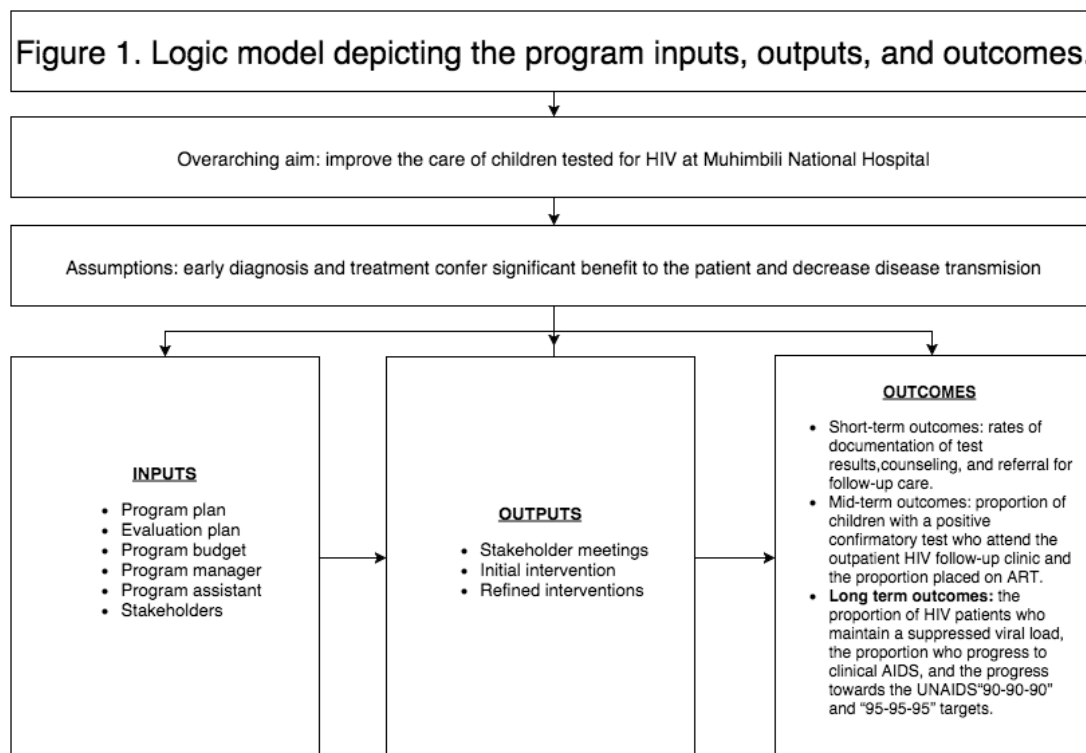 Figure 1. Logic model depicting the program inputs, outputs, and outcomes.
Overarching aim: improve the care of children tested for HIV at Muhimbili National Hospital
Assumptions: early diagnosis and treatment confer significant benefit to the patient and decrease disease transmision
INPUTS
• Program plan
• Evaluation plan
• Program budget
• Program manager
• Program assistant
• Stakeholders
OUTPUTS
• Stakeholder meetings
• Initial intervention
• Refined interventions
OUTCOMES
• Short-term outcomes: rates of
documentation of test
results,counseling, and referral for
follow-up care.
• Mid-term outcomes: proportion of
children with a positive
confirmatory test who attend the
outpatient HIV follow-up clinic and
the proportion placed on ART.
• Long term outcomes: the
proportion of HIV patients who
maintain a suppressed viral load,
the proportion who progress to
clinical AIDS, and the progress
towards the UNAIDS“90-90-90”
and “95-95-95” targets.